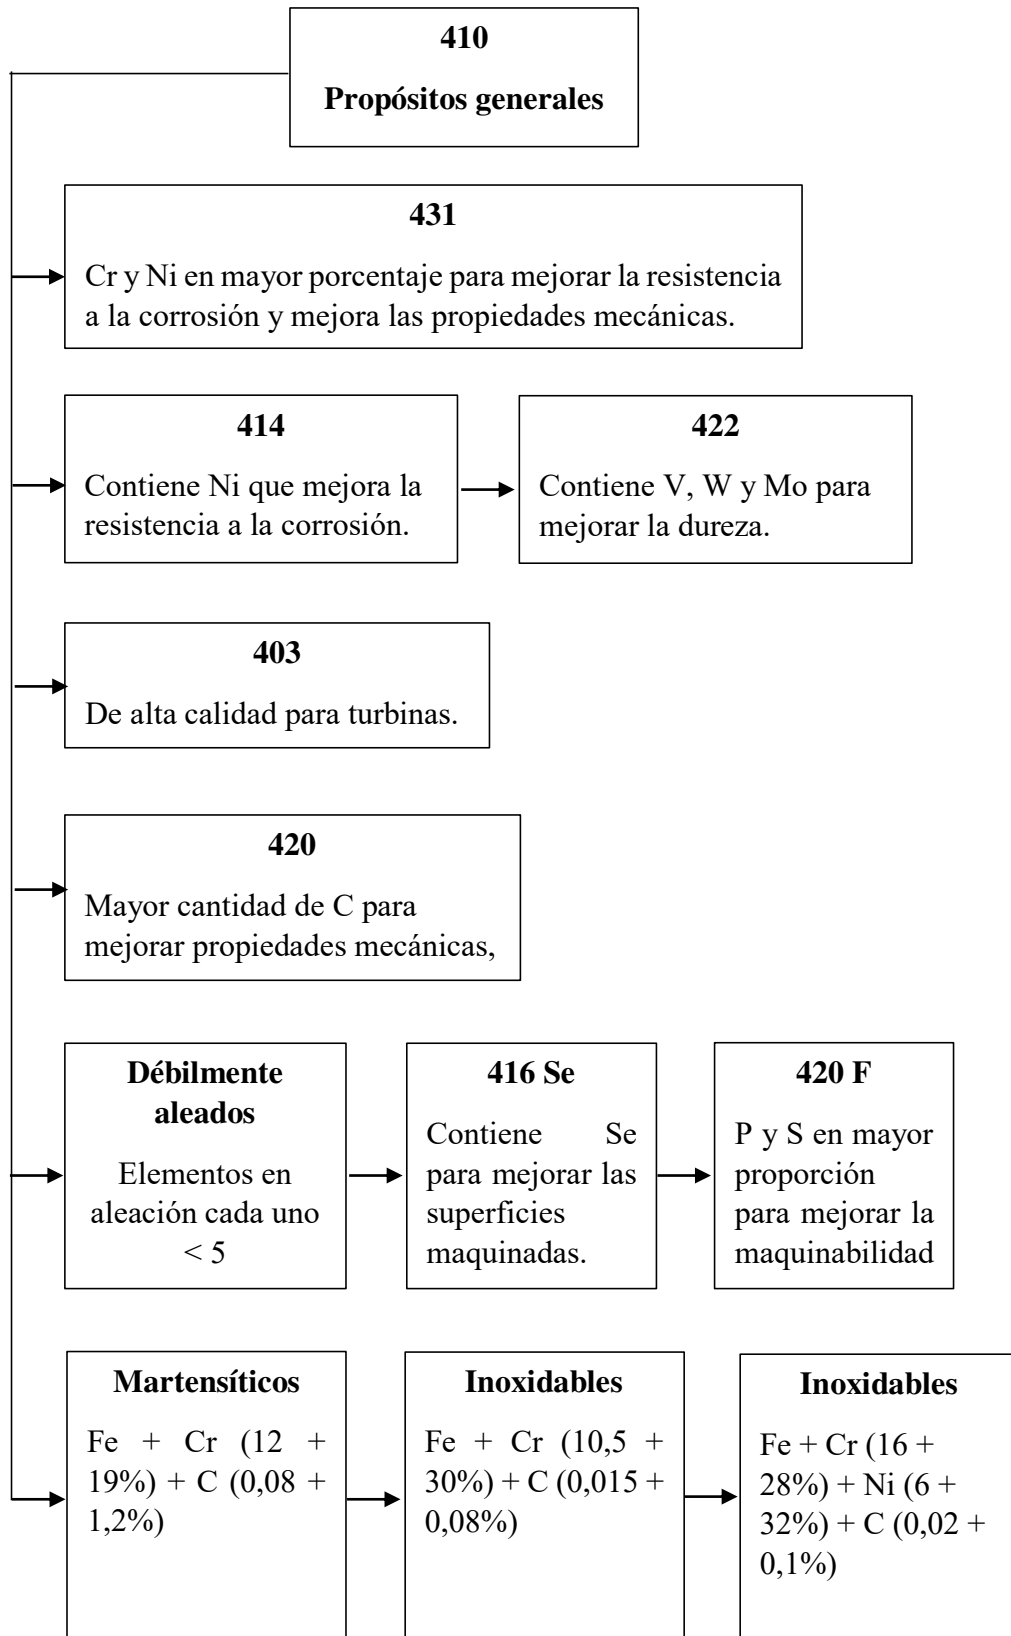 410
Propósitos generales
431
Cr y Ni en mayor porcentaje para mejorar la resistencia
a la corrosión y mejora las propiedades mecánicas.
414
Contiene Ni que mejora la
resistencia a la corrosión.
422
Contiene V, W y Mo para
mejorar la dureza.
403
De alta calidad para turbinas.
420
Mayor cantidad de C para
mejorar propiedades mecánicas,
Débilmente
aleados
Elementos en
aleación cada uno
< 5
416 Se
Contiene Se
para mejorar las
superficies
maquinadas.
420 F
P y S en mayor
proporción
para mejorar la
maquinabilidad
Martensíticos
Fe + Cr (12 +
19%) + C (0,08 +
1,2%)
Inoxidables
Fe + Cr (10,5 +
30%) + C (0,015 +
0,08%)
Inoxidables
Fe + Cr (16 +
28%) + Ni (6 +
32%) + C (0,02 +
0,1%)